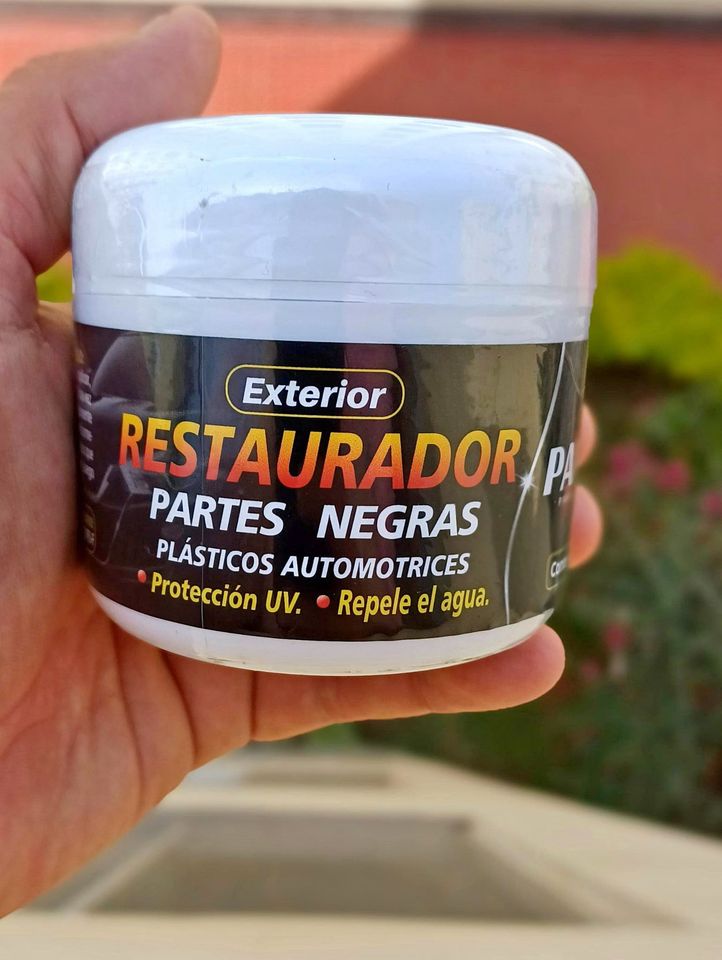 Exterior
RESTAURADOR
PARTES NEGRAS
PLÁSTICOS AUTOMOTRICES
• Protección UV. • Repele el agua.